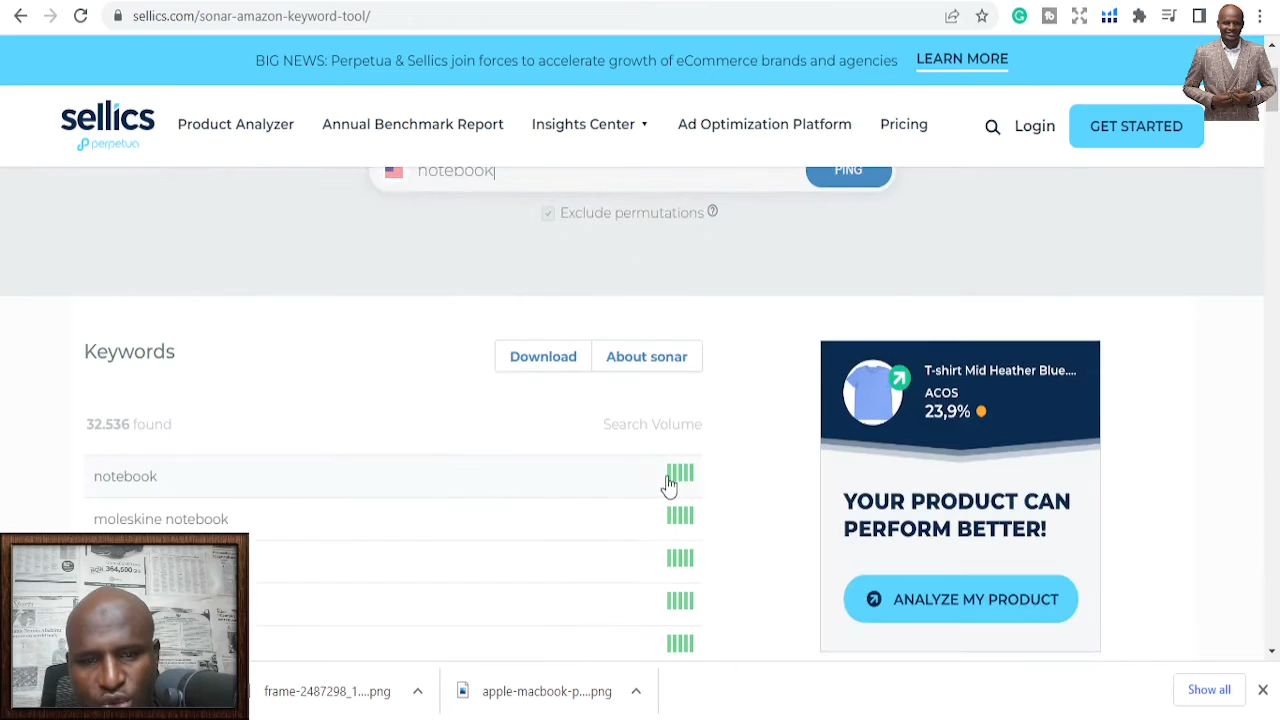 sellics.com/sonar-amazon-keyword-tool/
BIG NEWS: Perpetua & Sellics join forces to accelerate growth of eCommerce brands and agencies LEARN MORE
sellics
perpetua
Product Analyzer Annual Benchmark Report Insights Center Ad Optimization Platform Pricing Login GET STARTED
notebook PING
Exclude permutations
Keywords Download About sonar
32.536 found Search Volume
notebook
moleskine notebook
T-shirt Mid Heather Blue....
ACOS
23,9%
YOUR PRODUCT CAN
PERFORM BETTER!
ANALYZE MY PRODUCT
frame-2487298_1....png apple-macbook-p....png Show all